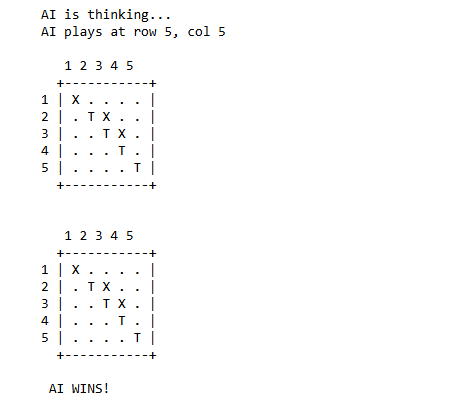 AI is thinking...
AI plays at row 5, col 5
1 2 3 4 5
+-----------+
1 | X . . . . |
2 | . T X . . |
3 | . . T X . |
4 | . . . T . |
5 | . . . . T |
+-----------+
1 2 3 4 5
+-----------+
1 | X . . . . |
2 | . T X . . |
3 | . . T X . |
4 | . . . T . |
5 | . . . . T |
+-----------+
AI WINS!